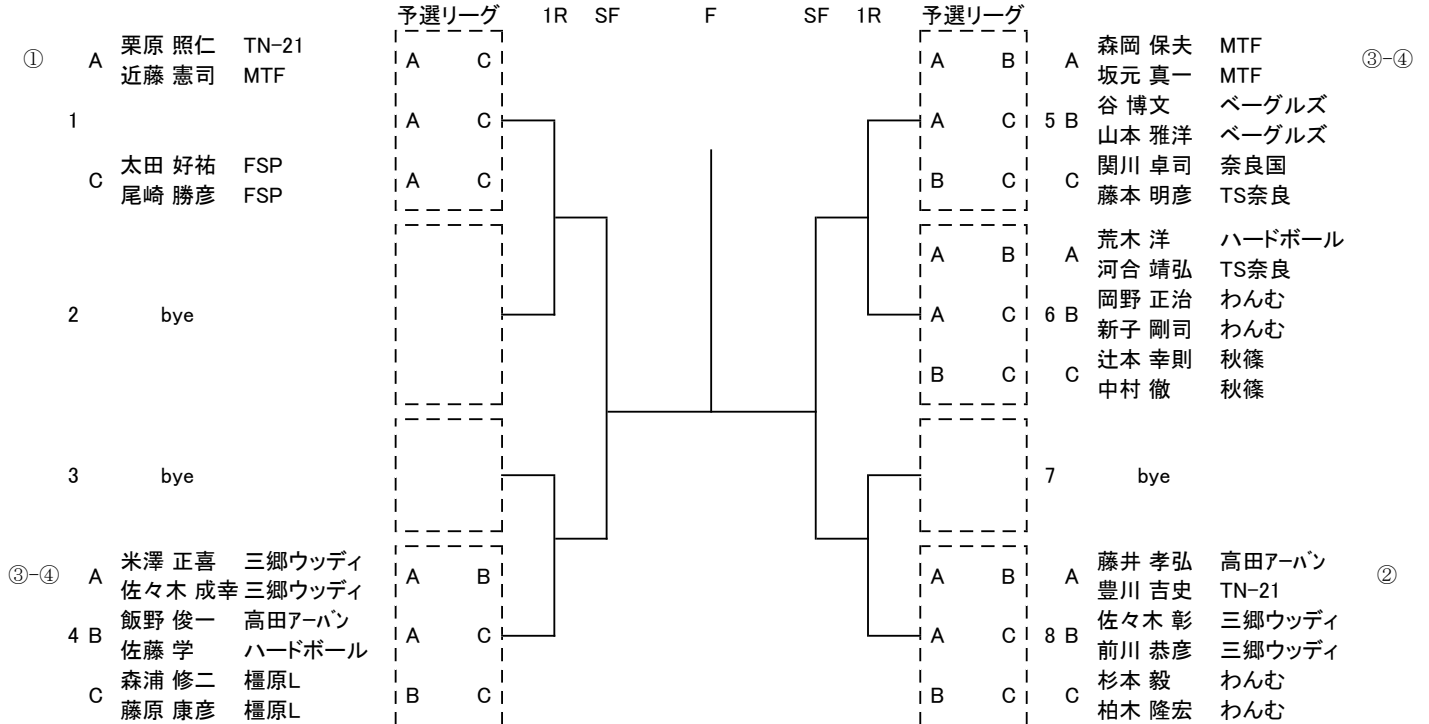 予選リーグ 1R SF F SF 1R 予選リーグ
① A 栗原 照仁 TN-21
近藤 憲司 MTF
A C
1
A C
C 太田 好祐 FSP
尾崎 勝彦 FSP
A C
2 bye
3 bye
③-④ A 米澤 正喜 三郷ウッディ
佐々木 成幸 三郷ウッディ
A B
4 B 飯野 俊一 高田アーバン
佐藤 学 ハードボール
A C
C 森浦 修二 橿原L
藤原 康彦 橿原L
B C
A B
A 森岡 保夫 MTF ③-④
坂元 真一 MTF
A C
5 B 谷 博文 ベーグルズ
山本 雅洋 ベーグルズ
B C
C 関川 卓司 奈良国
藤本 明彦 TS奈良
A B
A 荒木 洋 ハードボール
河合 靖弘 TS奈良
A C
6 B 岡野 正治 わんむ
新子 剛司 わんむ
B C
C 辻本 幸則 秋篠
中村 徹 秋篠
7 bye
A B
A 藤井 孝弘 高田アーバン ②
豊川 吉史 TN-21
A C
8 B 佐々木 彰 三郷ウッディ
前川 恭彦 三郷ウッディ
B C
C 杉本 毅 わんむ
柏木 隆宏 わんむ